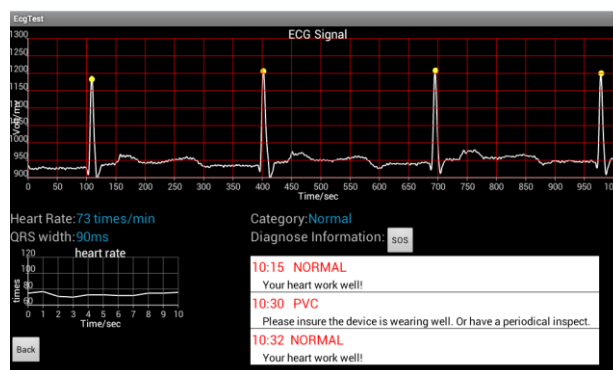 EcgTest
ECG Signal
1300
1250
1200
1150
1100
1050
1000
950
900
Volt/mv
0 50 100 150 200 250 300 350 400 450 500 550 600 650 700 750 800 850 900 950
Time/sec
Heart Rate:73 times/min
QRS width:90ms
Category:Normal
Diagnose Information: SOS
heart rate
120
100
80
60
times
0 1 2 3 4 5 6 7 8 9 10
Time/sec
Back
10:15 NORMAL
Your heart work well!
10:30 PVC
Please insure the device is wearing well. Or have a periodical inspect.
10:32 NORMAL
Your heart work well!